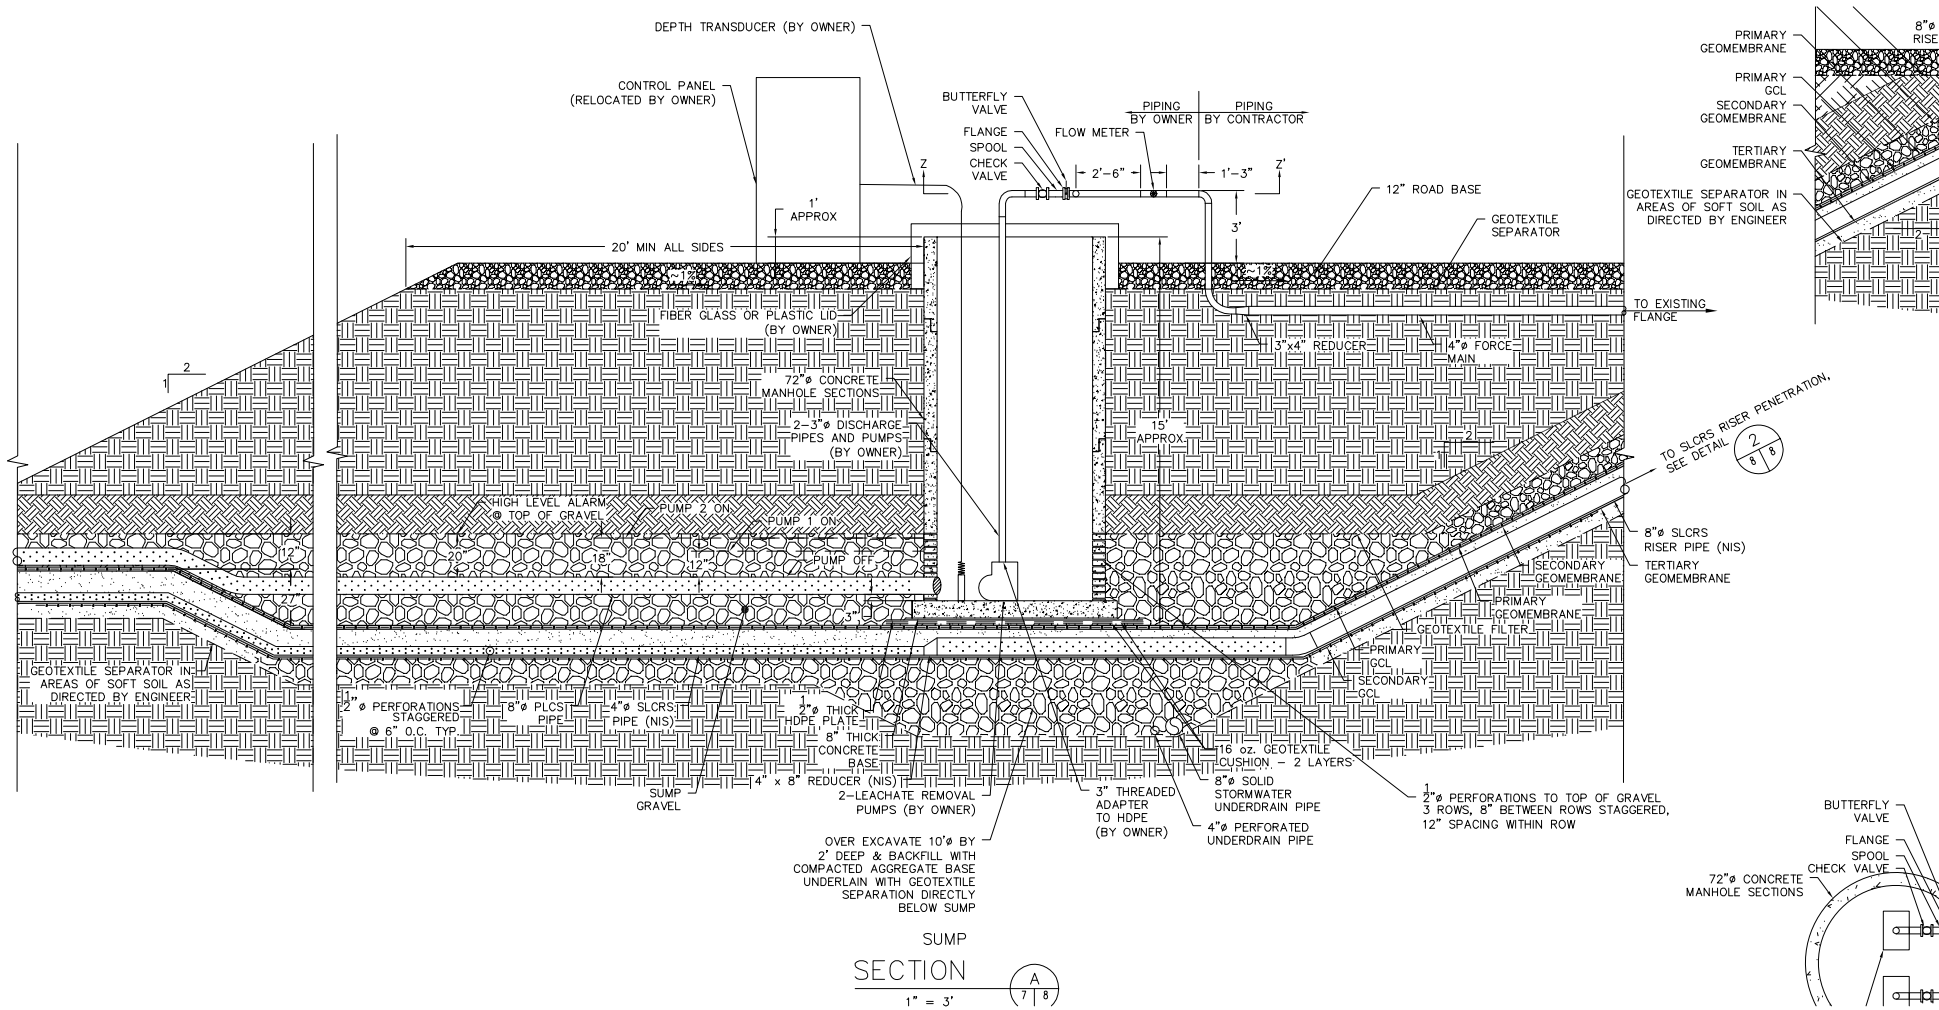 DEPTH TRANSDUCER (BY OWNER)
CONTROL PANEL
(RELOCATED BY OWNER)
BUTTERFLY
VALVE
FLANGE
SPOOL
CHECK
VALVE
FLOW METER
PIPING
BY OWNER
PIPING
BY CONTRACTOR
Z
Z'
2'-6"
1'-3"
3'
1'
APPROX
20' MIN ALL SIDES
~1%
~1%
12" ROAD BASE
GEOTEXTILE
SEPARATOR
FIBER GLASS OR PLASTIC LID
(BY OWNER)
TO EXISTING
FLANGE
3"x4" REDUCER
4"ø FORCE
MAIN
2
1
72"ø CONCRETE
MANHOLE SECTIONS
2-3"ø DISCHARGE
PIPES AND PUMPS
(BY OWNER)
15'
APPROX
2
1
TO SLCRS RISER PENETRATION,
SEE DETAIL
2
8 8
HIGH LEVEL ALARM
@ TOP OF GRAVEL
PUMP 2 ON
PUMP 1 ON
PUMP OFF
12"
27"
18"
12"
3"
8"ø SLCRS
RISER PIPE (NIS)
TERTIARY
GEOMEMBRANE
SECONDARY
GEOMEMBRANE
PRIMARY
GEOMEMBRANE
GEOTEXTILE FILTER
PRIMARY
GCL
SECONDARY
GCL
GEOTEXTILE SEPARATOR IN
AREAS OF SOFT SOIL AS
DIRECTED BY ENGINEER
1/2"ø PERFORATIONS
STAGGERED
@ 6" O.C. TYP.
8"ø PLCST
PIPE
4"ø SLCRS
PIPE (NIS)
1/2"ø THICK
HDPE PLATE
8" THICK
CONCRETE
BASE
4" x 8" REDUCER (NIS)
SUMP
GRAVEL
2-LEACHATE REMOVAL
PUMPS (BY OWNER)
OVER EXCAVATE 10'ø BY
2' DEEP & BACKFILL WITH
COMPACTED AGGREGATE BASE
UNDERLAIN WITH GEOTEXTILE
SEPARATION DIRECTLY
BELOW SUMP
3" THREADED
ADAPTER
TO HDPE
(BY OWNER)
16 oz. GEOTEXTILE
CUSHION - 2 LAYERS
8"ø SOLID
STORMWATER
UNDERDRAIN PIPE
4"ø PERFORATED
UNDERDRAIN PIPE
1/2"ø PERFORATIONS TO TOP OF GRAVEL
3 ROWS, 8" BETWEEN ROWS STAGGERED,
12" SPACING WITHIN ROW
SUMP
SECTION
1" = 3'
A
7 8
8"ø
RISE
PRIMARY
GEOMEMBRANE
PRIMARY
GCL
SECONDARY
GEOMEMBRANE
TERTIARY
GEOMEMBRANE
GEOTEXTILE SEPARATOR IN
AREAS OF SOFT SOIL AS
DIRECTED BY ENGINEER
2
BUTTERFLY
VALVE
FLANGE
SPOOL
CHECK VALVE
72"ø CONCRETE
MANHOLE SECTIONS